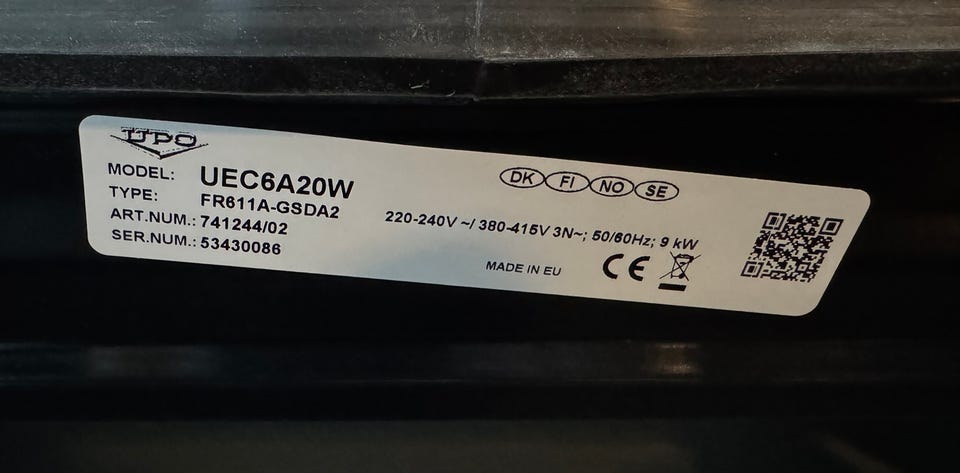 UPO
MODEL: UEC6A20W
TYPE: FR611A-GSDA2
ART.NUM.: 741244/02
SER.NUM.: 53430086
DK FI NO SE
220-240V ~/ 380-415V 3N~; 50/60Hz; 9 kW
MADE IN EU
CE